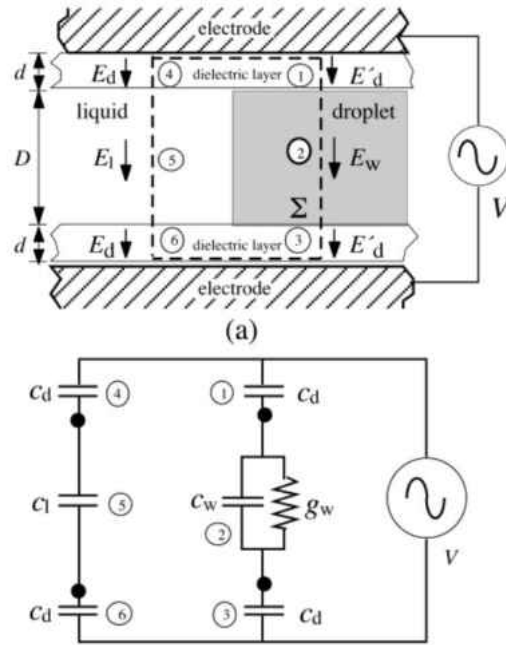 electrode
d
E_d
④
dielectric layer
①
E´_d
liquid
droplet
D
E_l
⑤
②
E_w
V
Σ
d
E_d
⑥
dielectric layer
③
E´_d
electrode
(a)
c_d
④
①
c_d
c_l
⑤
c_w
g_w
②
V
c_d
⑥
③
c_d